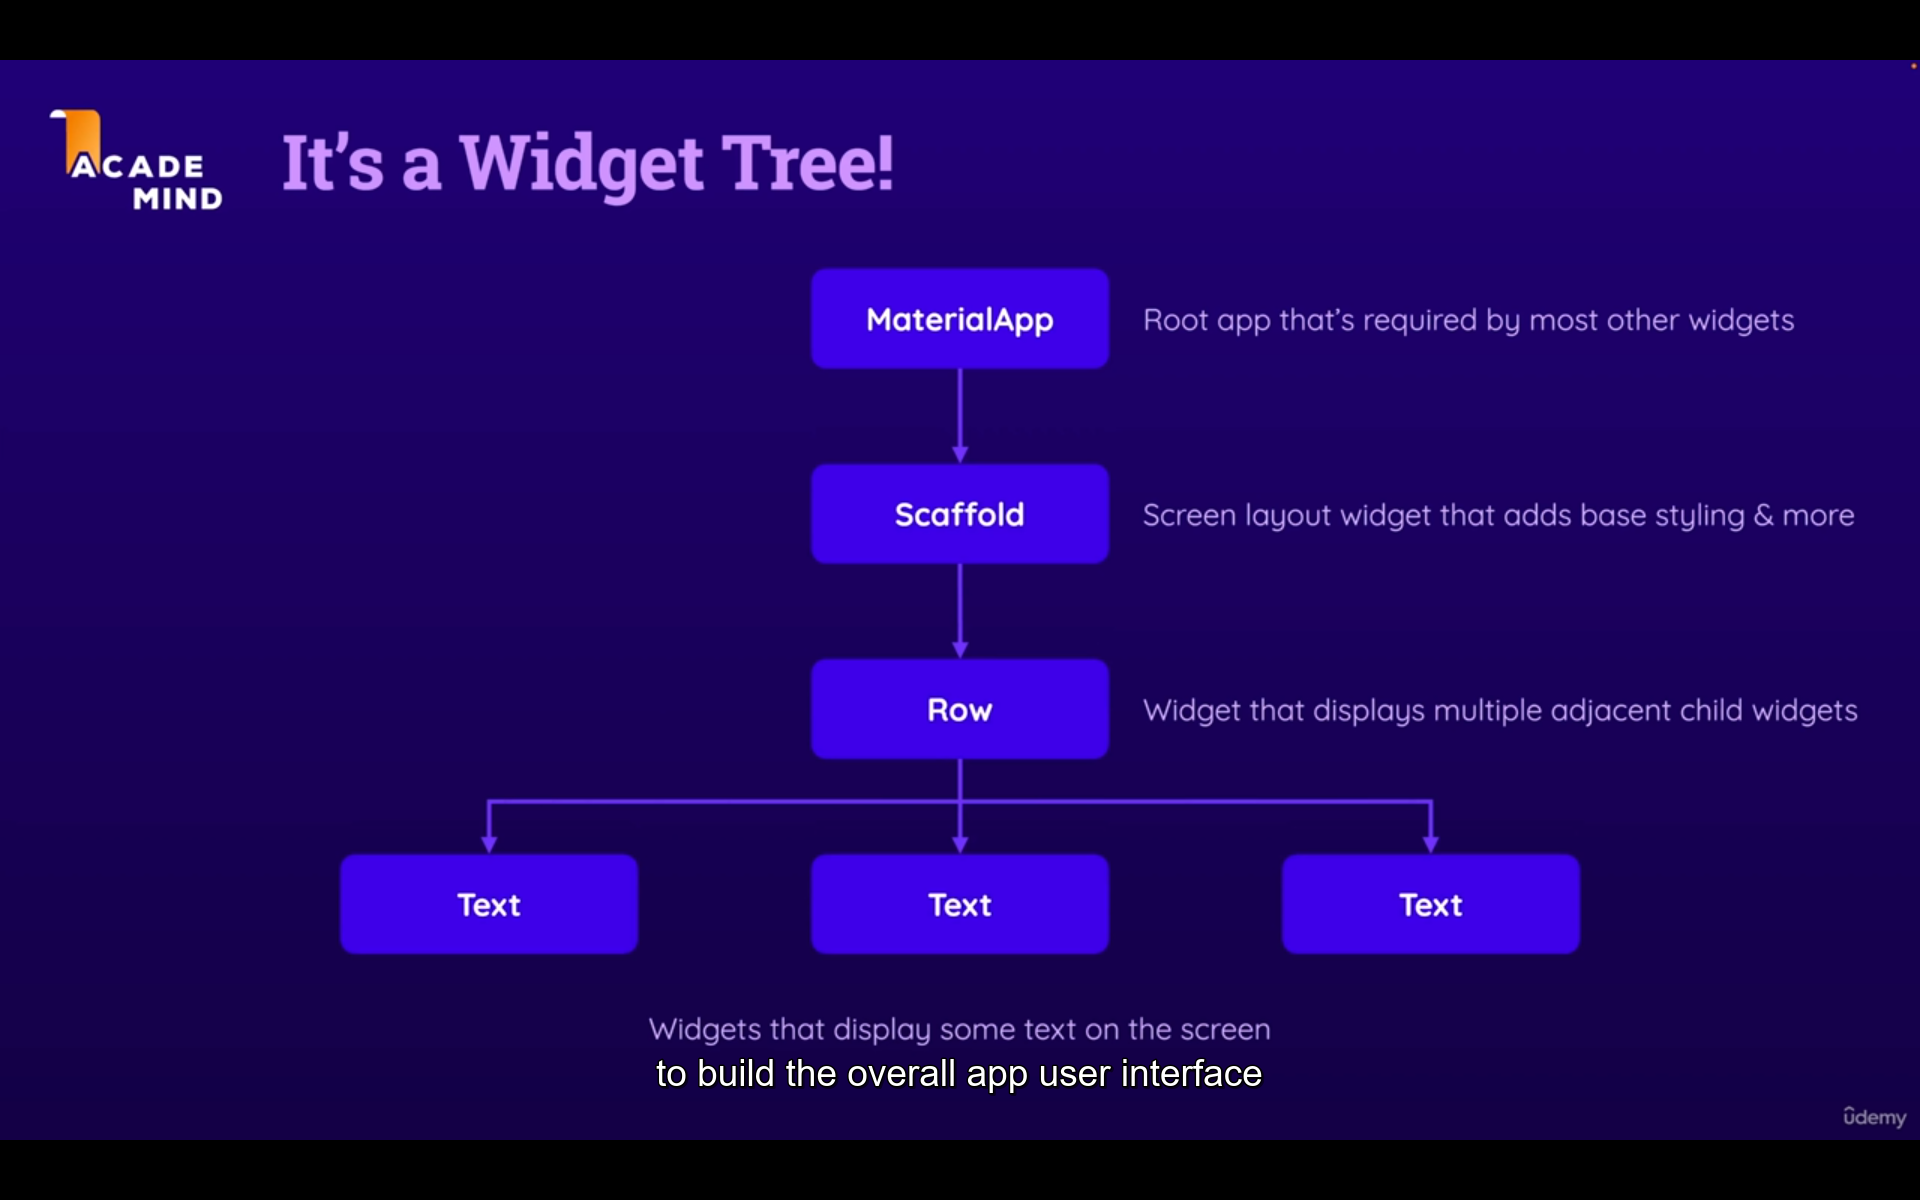 ACADE
MIND
It's a Widget Tree!
MaterialApp
Root app that's required by most other widgets
Scaffold
Screen layout widget that adds base styling & more
Row
Widget that displays multiple adjacent child widgets
Text
Text
Text
Widgets that display some text on the screen
to build the overall app user interface
ûdemy